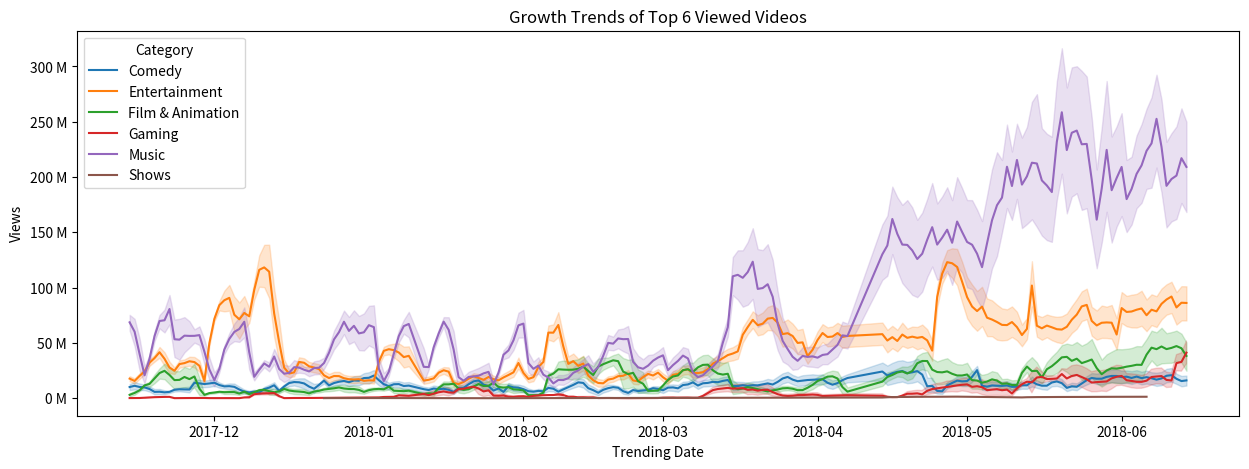 Growth Trends of Top 6 Viewed Videos
Category
Comedy
Entertainment
Film & Animation
Gaming
Music
Shows
300 M
250 M
200 M
150 M
100 M
50 M
0 M
Views
2017-12 2018-01 2018-02 2018-03 2018-04 2018-05 2018-06
Trending Date